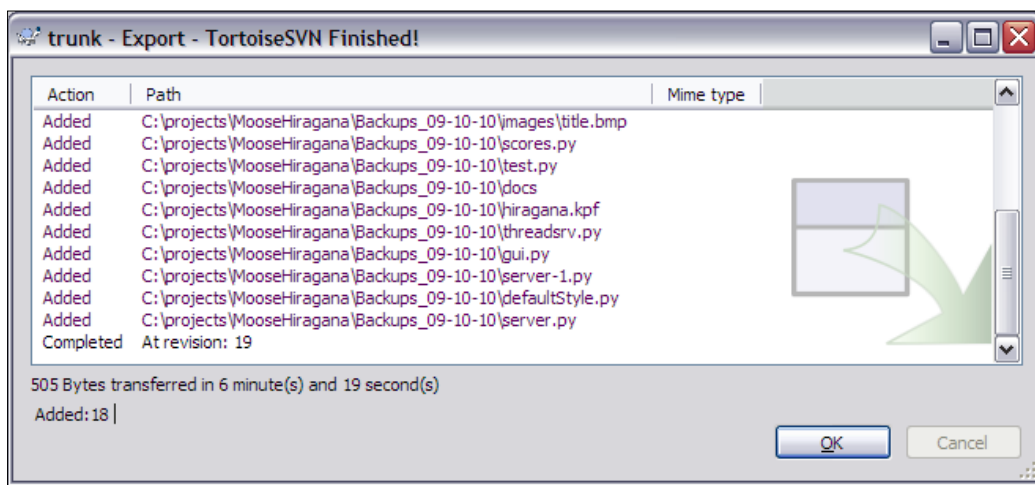 trunk - Export - TortoiseSVN Finished!
Action Path Mime type
Added C:\projects\MooseHiragana\Backups_09-10-10\images\title.bmp
Added C:\projects\MooseHiragana\Backups_09-10-10\scores.py
Added C:\projects\MooseHiragana\Backups_09-10-10\test.py
Added C:\projects\MooseHiragana\Backups_09-10-10\docs
Added C:\projects\MooseHiragana\Backups_09-10-10\hiragana.kpf
Added C:\projects\MooseHiragana\Backups_09-10-10\threadsrv.py
Added C:\projects\MooseHiragana\Backups_09-10-10\gui.py
Added C:\projects\MooseHiragana\Backups_09-10-10\server-1.py
Added C:\projects\MooseHiragana\Backups_09-10-10\defaultStyle.py
Added C:\projects\MooseHiragana\Backups_09-10-10\server.py
Completed At revision: 19
505 Bytes transferred in 6 minute(s) and 19 second(s)
Added:18
OK Cancel